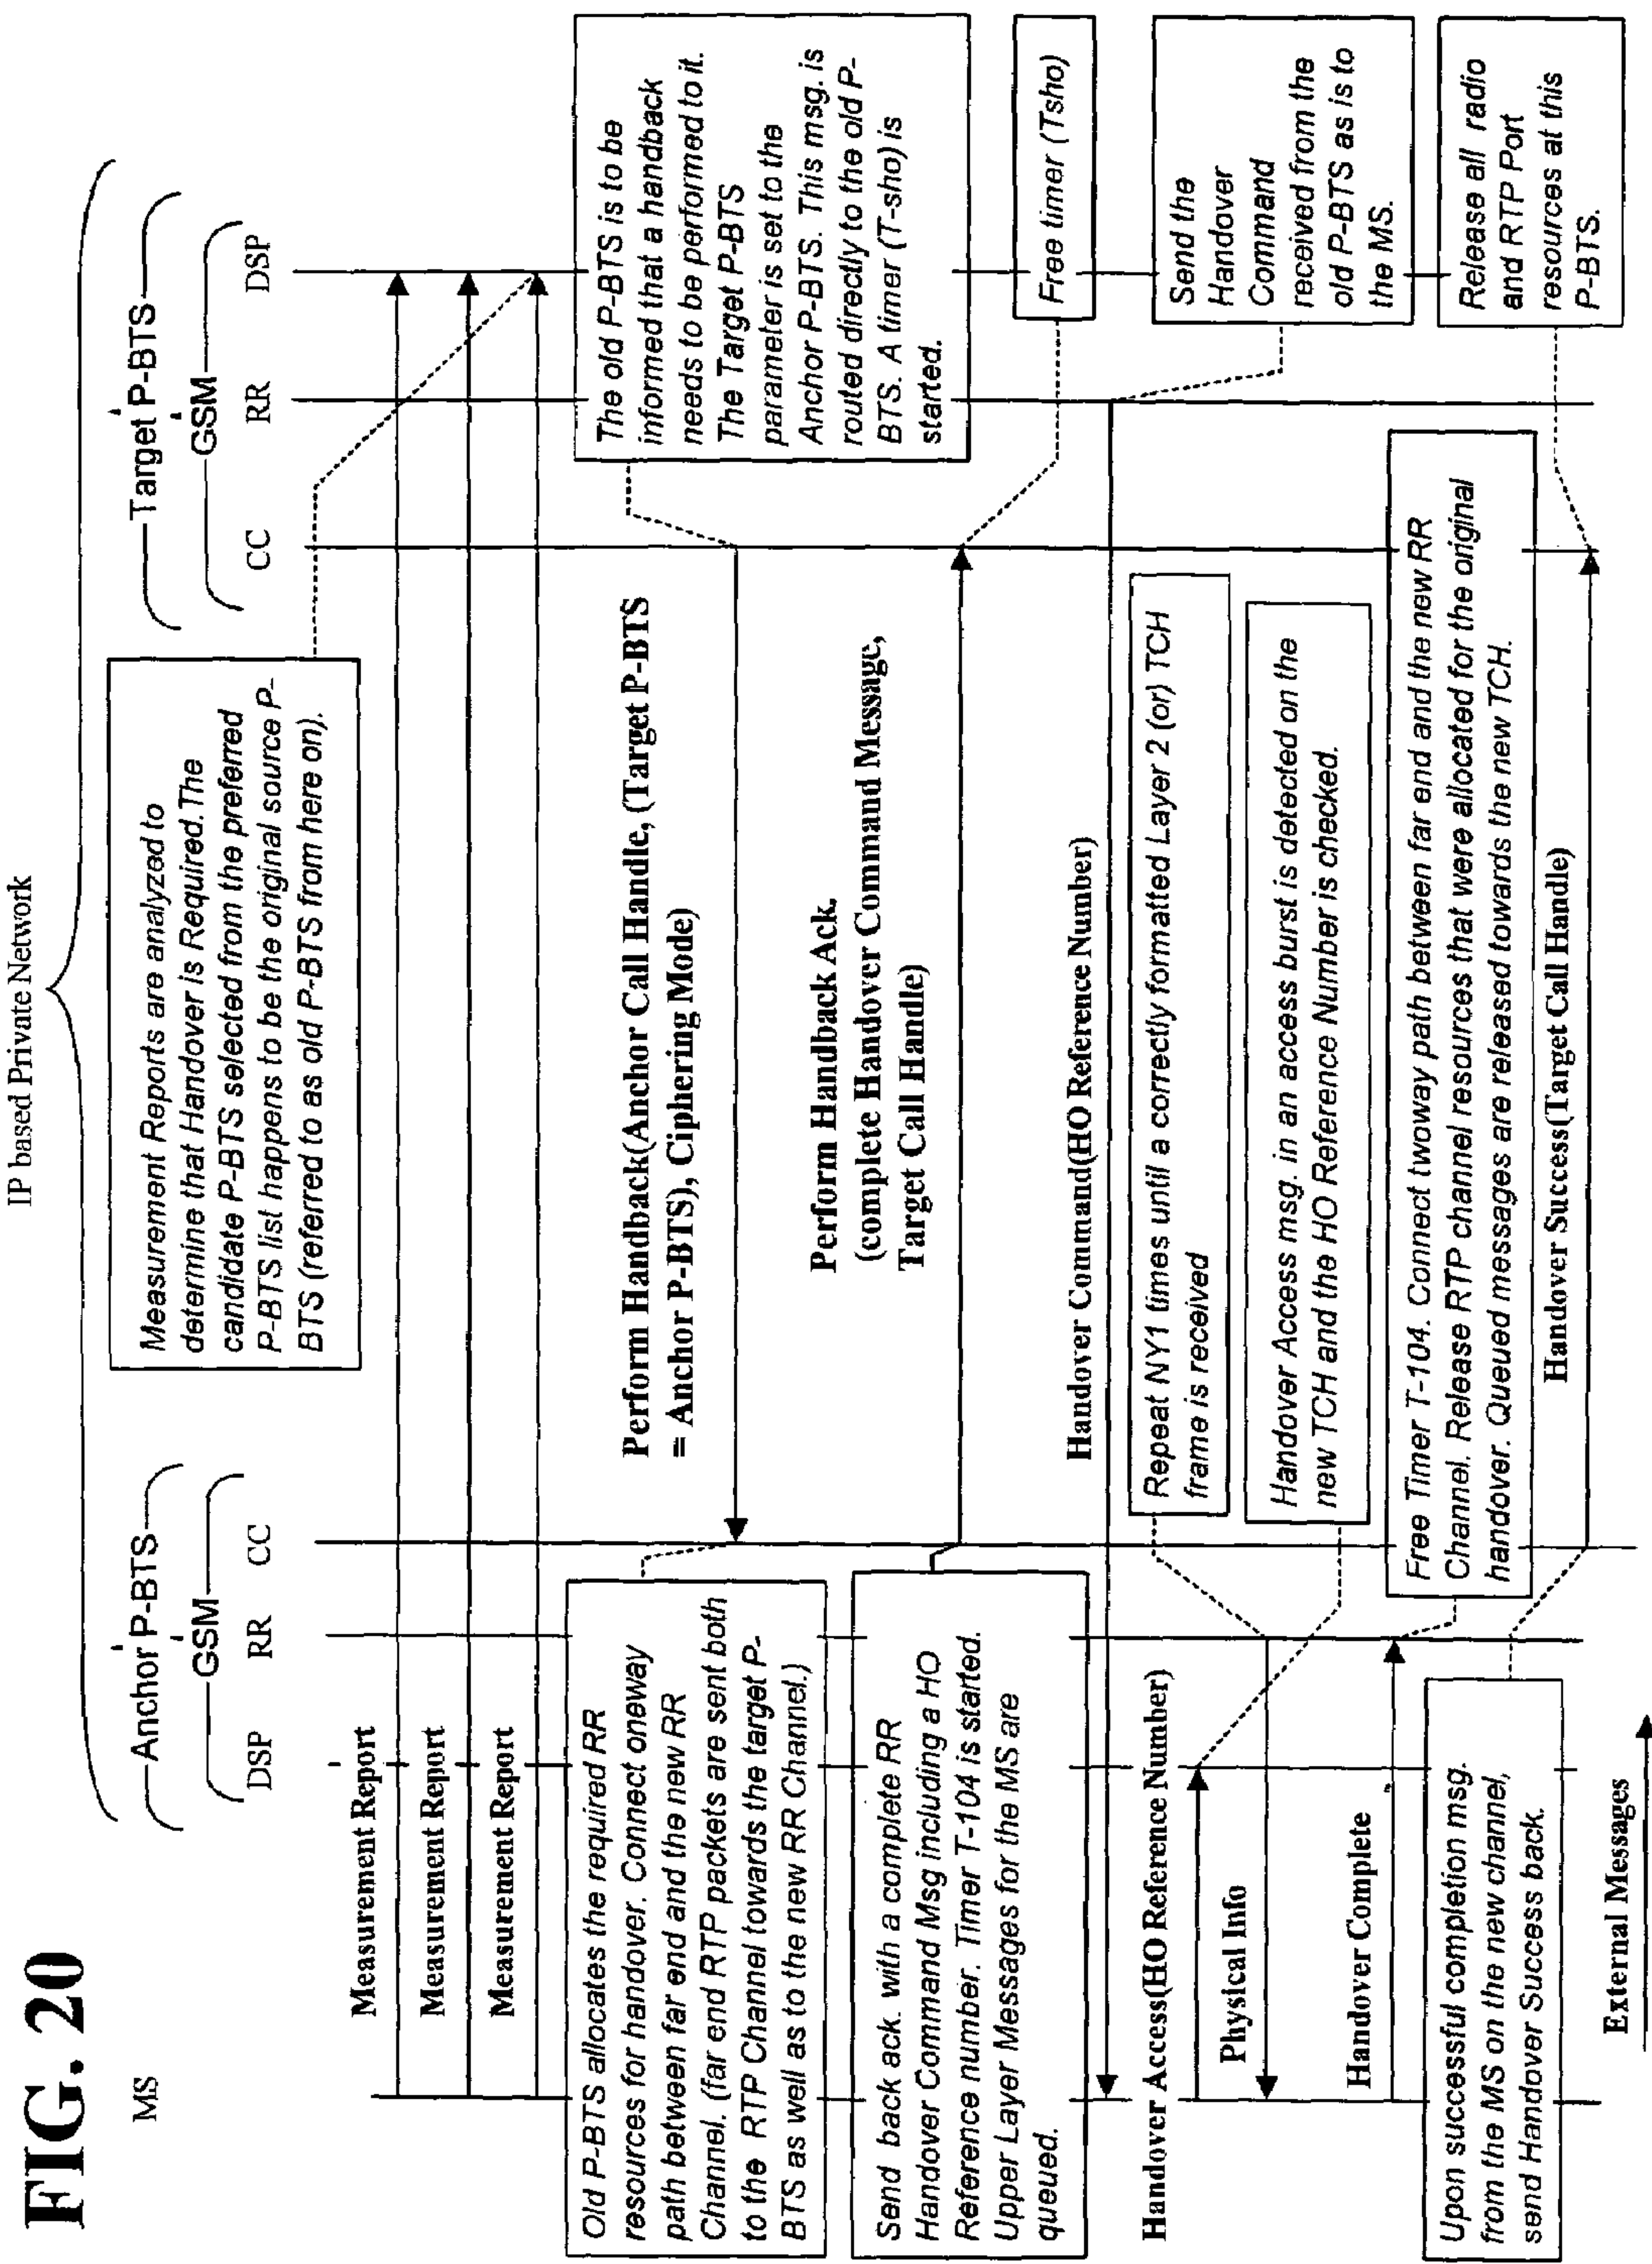 FIG. 20
IP based Private Network
MS
Anchor P-BTS
GSM
DSP
RR
CC
Target P-BTS
GSM
CC
RR
DSP
Measurement Reports are analyzed to
determine that Handover is Required.The
candidate P-BTS selected from the preferred
P-BTS list happens to be the original source P-
BTS (referred to as old P-BTS from here on).
Measurement Report
Measurement Report
Measurement Report
Old P-BTS allocates the required RR
resources for handover. Connect oneway
path between far end and the new RR
Channel. (far end RTP packets are sent both
to the RTP Channel towards the target P-
BTS as well as to the new RR Channel.)
Perform Handback(Anchor Call Handle, (Target P-BTS
= Anchor P-BTS), Ciphering Mode)
The old P-BTS is to be
informed that a handback
needs to be performed to it.
The Target P-BTS
parameter is set to the
Anchor P-BTS. This msg. is
routed directly to the old P-
BTS. A timer (T-sho) is
started.
Send back ack. with a complete RR
Handover Command Msg including a HO
Reference number. Timer T-104 is started.
Upper Layer Messages for the MS are
queued.
Perform Handback Ack.
(complete Handover Command Message,
Target Call Handle)
Free timer (Tsho)
Handover Command(HO Reference Number)
Send the
Handover
Command
received from the
old P-BTS as is to
the MS.
Handover Access(HO Reference Number)
Repeat NY1 times until a correctly formatted Layer 2 (or) TCH
frame is received
Physical Info
Handover Access msg. in an access burst is detected on the
new TCH and the HO Reference Number is checked.
Handover Complete
Free Timer T-104. Connect twoway path between far end and the new RR
Channel. Release RTP channel resources that were allocated for the original
handover. Queued messages are released towards the new TCH.
Release all radio
and RTP Port
resources at this
P-BTS.
Upon successful completion msg.
from the MS on the new channel,
send Handover Success back.
Handover Success(Target Call Handle)
External Messages